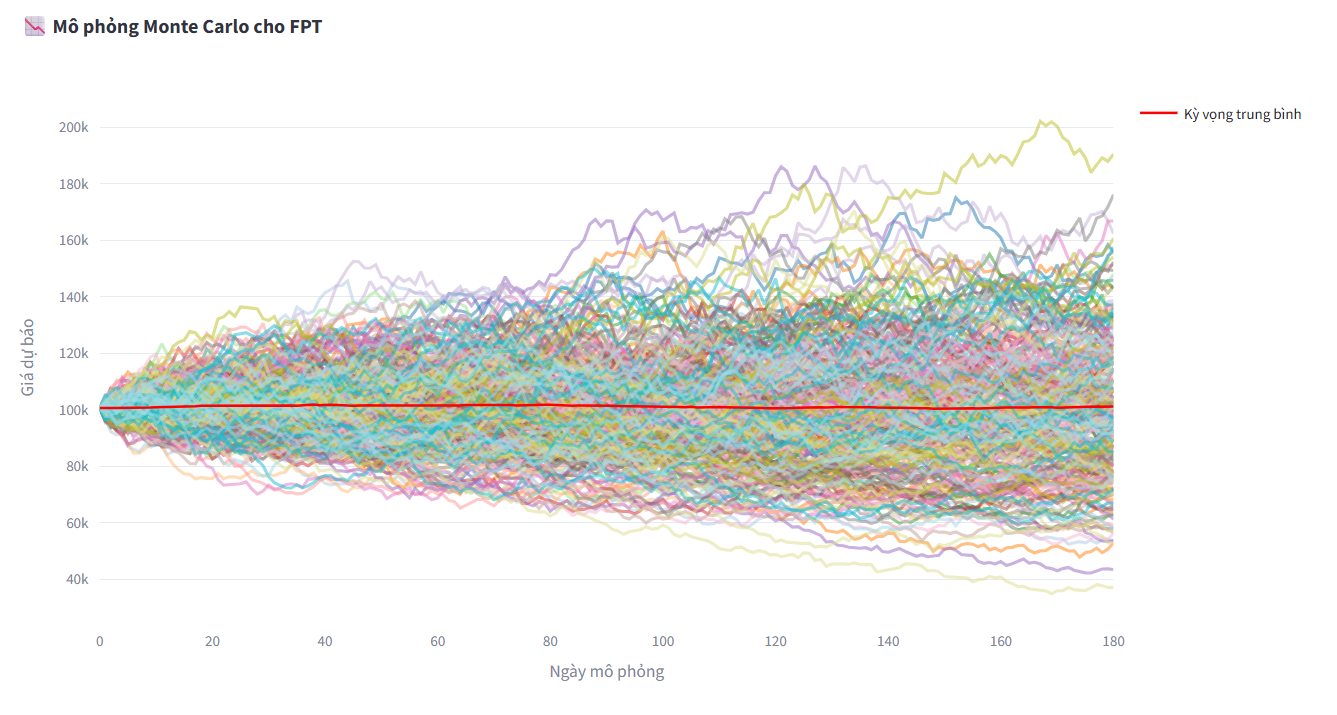 Mô phỏng Monte Carlo cho FPT
Kỳ vọng trung bình
200k
180k
160k
140k
120k
100k
80k
60k
40k
Giá dự báo
0 20 40 60 80 100 120 140 160 180
Ngày mô phỏng